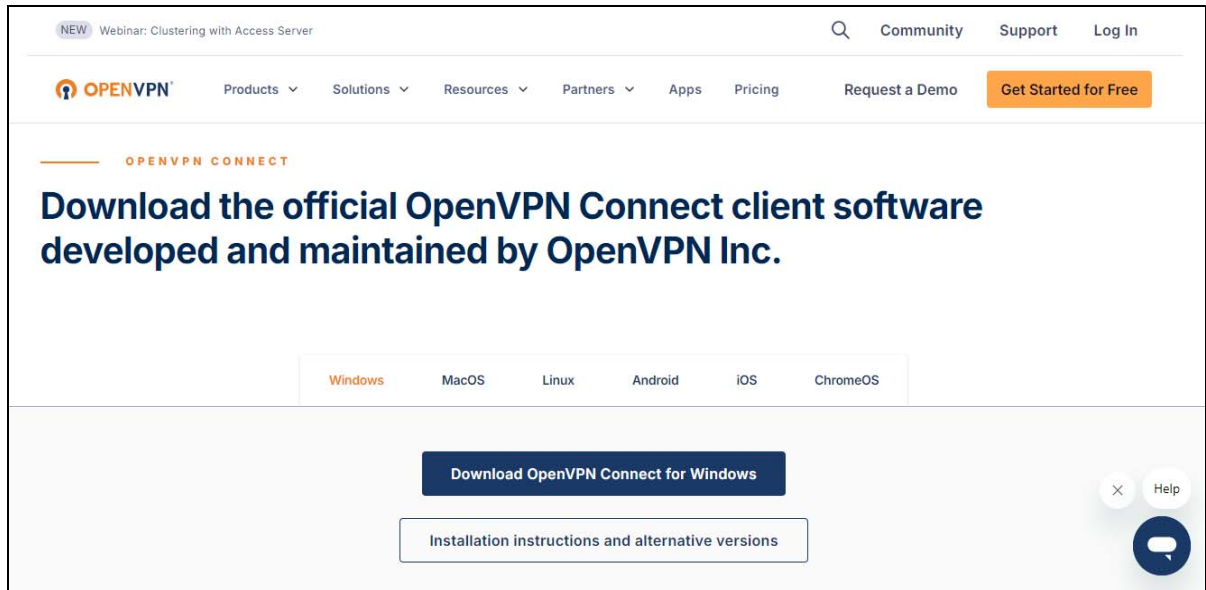 NEW Webinar: Clustering with Access Server
Community Support Log In
OPENVPN® Products Solutions Resources Partners Apps Pricing Request a Demo Get Started for Free
OPENVPN CONNECT
Download the official OpenVPN Connect client software
developed and maintained by OpenVPN Inc.
Windows MacOS Linux Android iOS ChromeOS
Download OpenVPN Connect for Windows
Help
Installation instructions and alternative versions